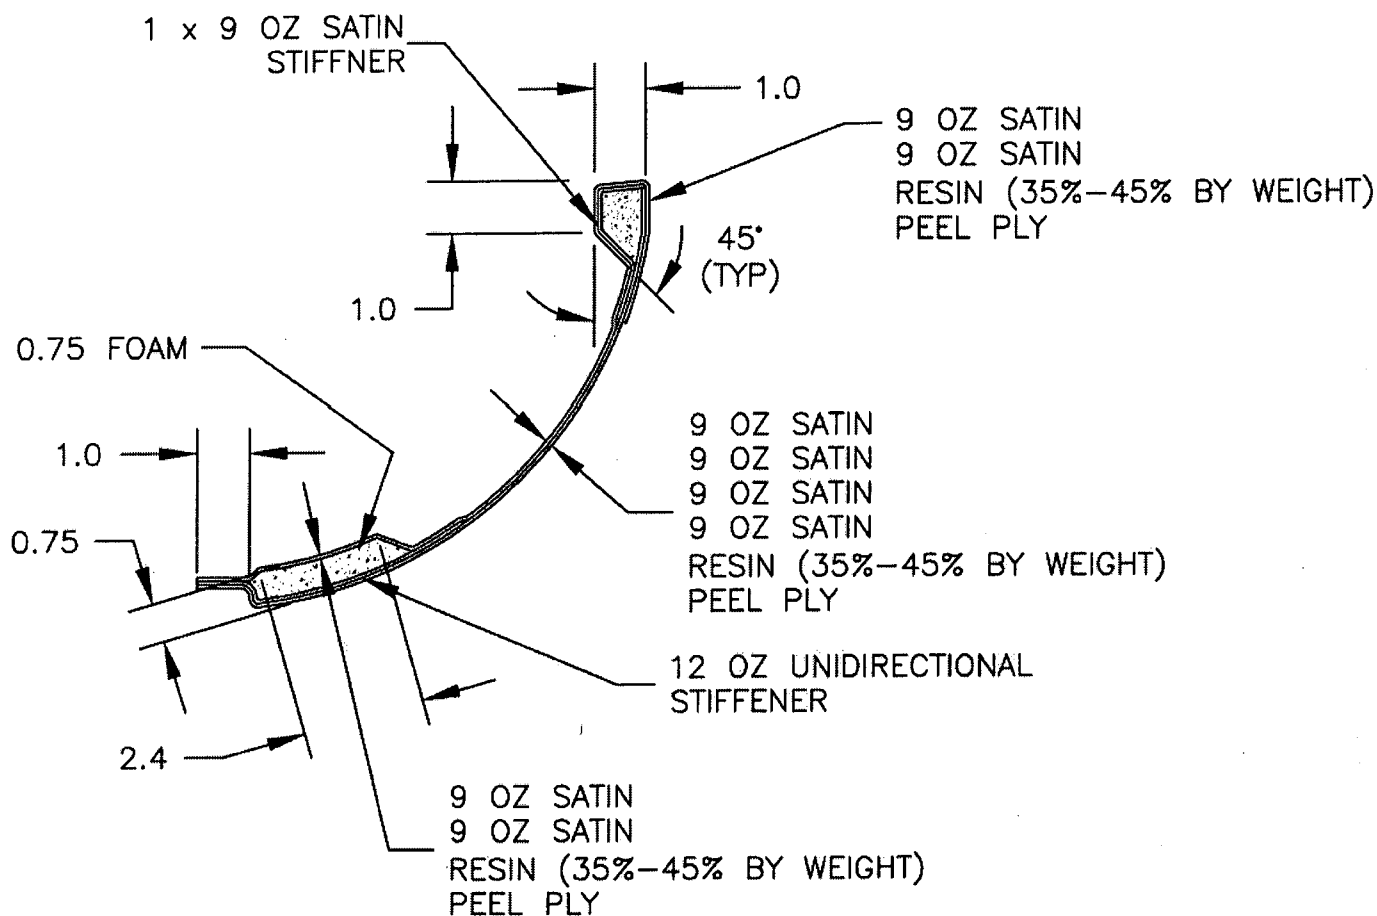 1 x 9 OZ SATIN
STIFFNER
1.0
9 OZ SATIN
9 OZ SATIN
RESIN (35%-45% BY WEIGHT)
PEEL PLY
45°
(TYP)
1.0
0.75 FOAM
1.0
9 OZ SATIN
9 OZ SATIN
9 OZ SATIN
9 OZ SATIN
RESIN (35%-45% BY WEIGHT)
PEEL PLY
0.75
12 OZ UNIDIRECTIONAL
STIFFENER
2.4
9 OZ SATIN
9 OZ SATIN
RESIN (35%-45% BY WEIGHT)
PEEL PLY